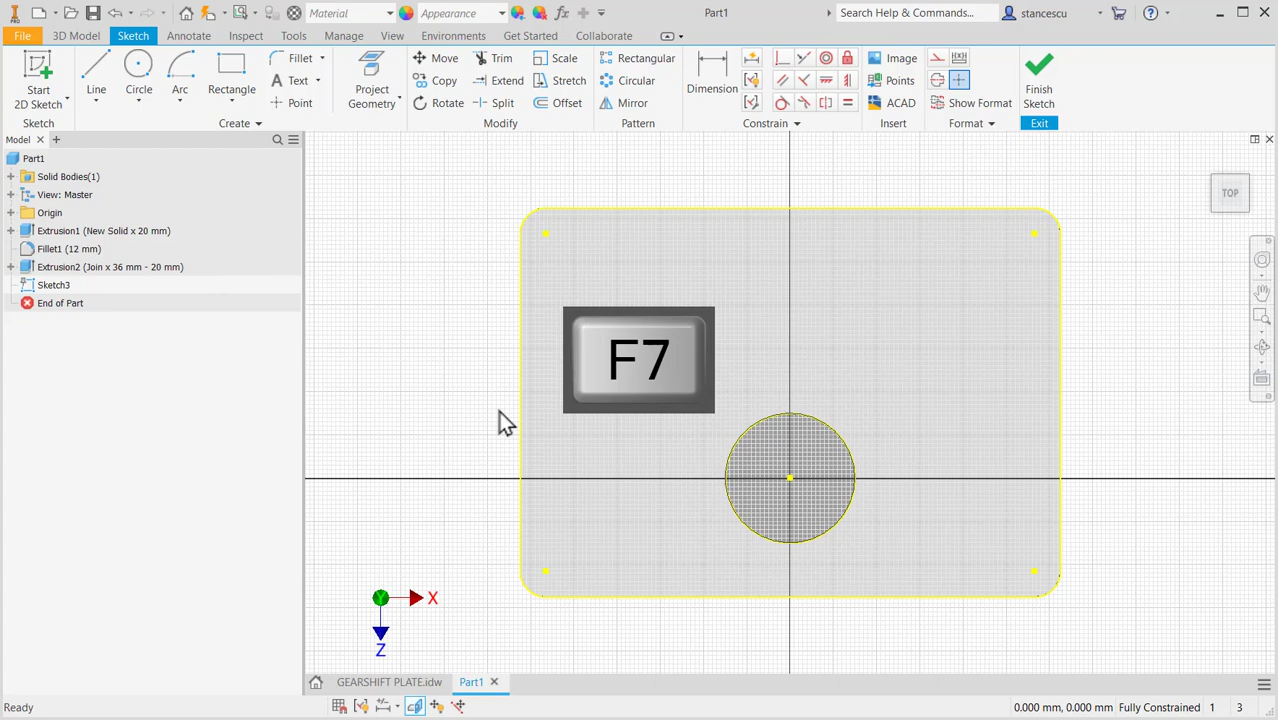 Material
Appearance
Part1
Search Help & Commands...
stancescu
PRO
File
3D Model
Sketch
Annotate
Inspect
Tools
Manage
View
Environments
Get Started
Collaborate
Start
2D Sketch
Line
Circle
Arc
Rectangle
Fillet
Text
Point
Project
Geometry
Move
Copy
Rotate
Trim
Extend
Split
Scale
Stretch
Offset
Rectangular
Circular
Mirror
Dimension
Image
Points
ACAD
Show Format
Finish
Sketch
Sketch
Create
Modify
Pattern
Constrain
Insert
Format
Exit
Model
Part1
Solid Bodies(1)
View: Master
Origin
Extrusion1 (New Solid x 20 mm)
Fillet1 (12 mm)
Extrusion2 (Join x 36 mm - 20 mm)
Sketch3
End of Part
TOP
F7
Y
X
Z
GEARSHIFT PLATE.idw
Part1
Ready
0.000 mm, 0.000 mm
Fully Constrained
1
3